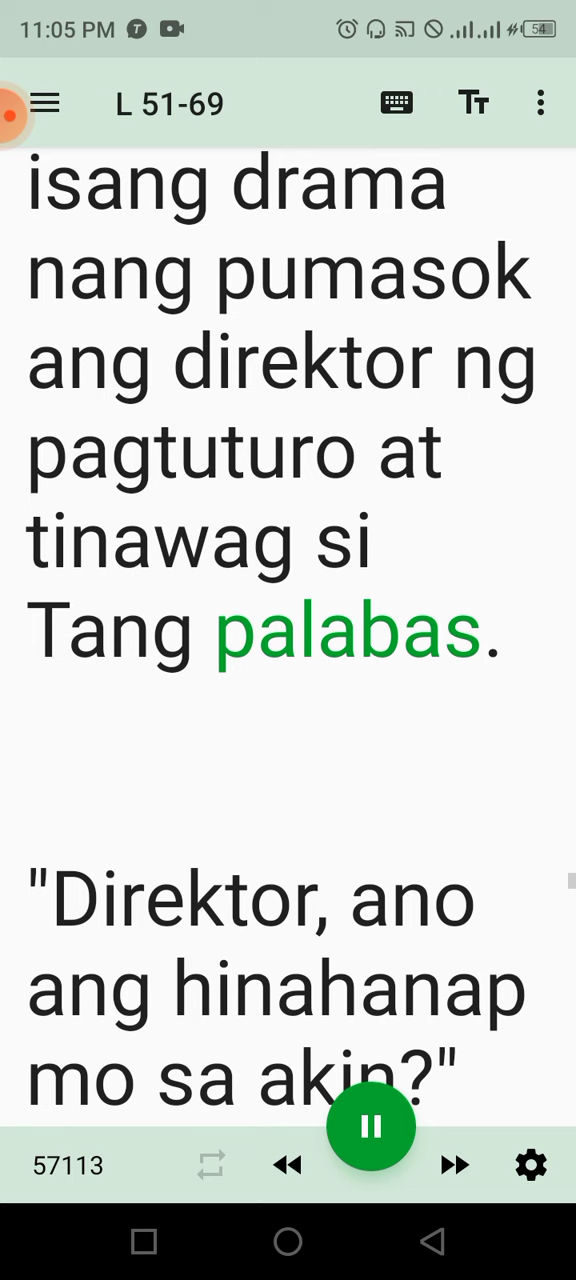 11:05 PM
54
L 51-69
isang drama
nang pumasok
ang direktor ng
pagtuturo at
tinawag si
Tang palabas.
"Direktor, ano
ang hinahanap
mo sa akin?"
57113